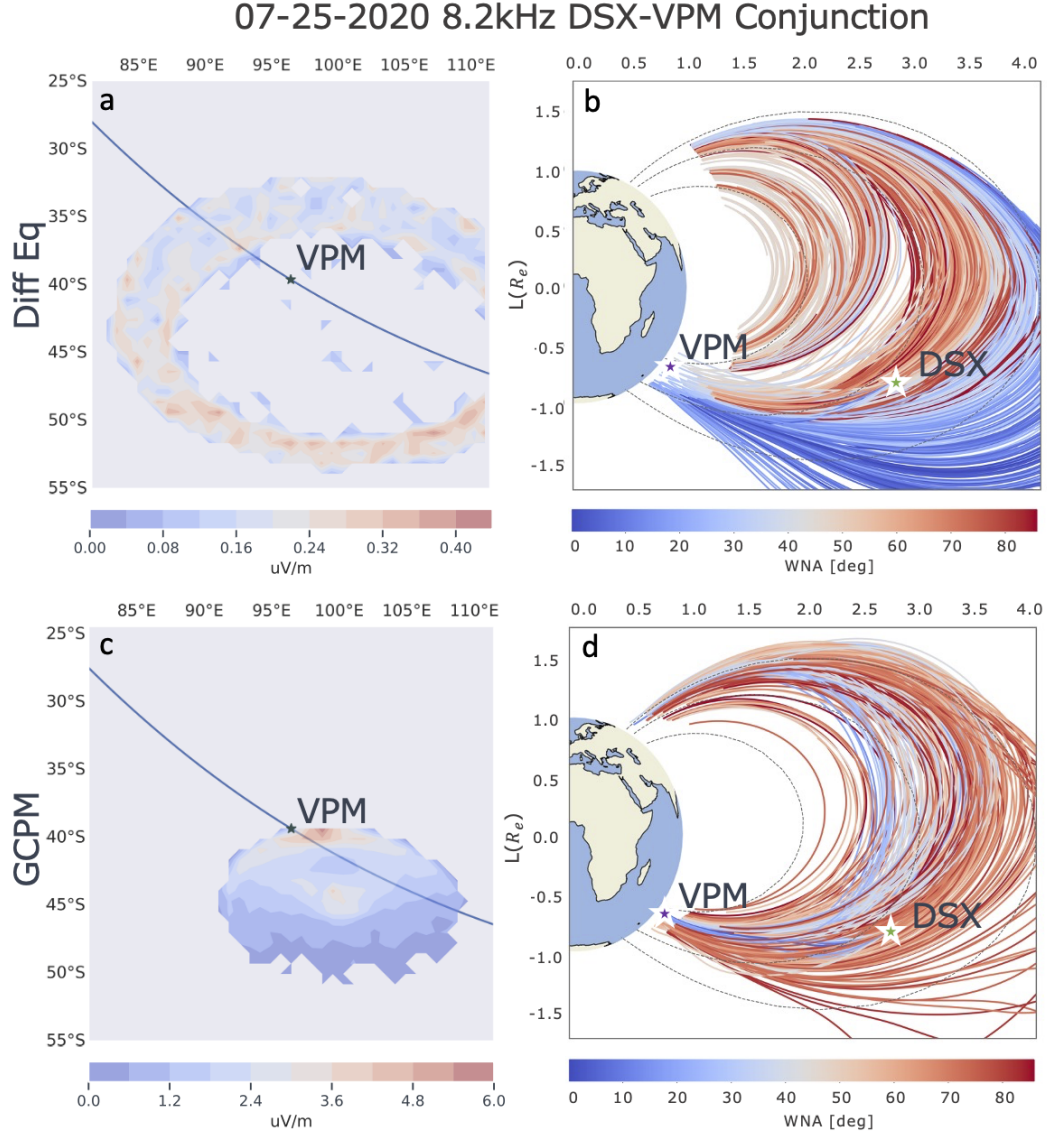 07-25-2020 8.2kHz DSX-VPM Conjunction
85°E 90°E 95°E 100°E 105°E 110°E
25°S
30°S
35°S
40°S
45°S
50°S
55°S
a
VPM
Diff Eq
0.00 0.08 0.16 0.24 0.32 0.40
uV/m
0.0 0.5 1.0 1.5 2.0 2.5 3.0 3.5 4.0
1.5
1.0
0.5
0.0
-0.5
-1.0
-1.5
L(Re)
b
VPM
DSX
0 10 20 30 40 50 60 70 80
WNA [deg]
85°E 90°E 95°E 100°E 105°E 110°E
25°S
30°S
35°S
40°S
45°S
50°S
55°S
c
VPM
GCPM
0.0 1.2 2.4 3.6 4.8 6.0
uV/m
0.0 0.5 1.0 1.5 2.0 2.5 3.0 3.5 4.0
1.5
1.0
0.5
0.0
-0.5
-1.0
-1.5
L(Re)
d
VPM
DSX
0 10 20 30 40 50 60 70 80
WNA [deg]